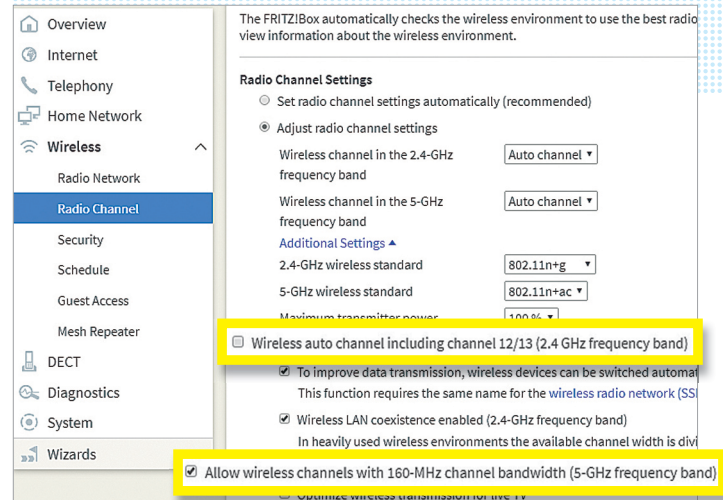 Overview
Internet
Telephony
Home Network
Wireless
Radio Network
Radio Channel
Security
Schedule
Guest Access
Mesh Repeater
DECT
Diagnostics
System
Wizards
The FRITZ!Box automatically checks the wireless environment to use the best radio
view information about the wireless environment.
Radio Channel Settings
Set radio channel settings automatically (recommended)
Adjust radio channel settings
Wireless channel in the 2.4-GHz Auto channel
frequency band
Wireless channel in the 5-GHz Auto channel
frequency band
Additional Settings
2.4-GHz wireless standard 802.11n+g
5-GHz wireless standard 802.11n+ac
Maximum transmitter power 100 %
Wireless auto channel including channel 12/13 (2.4 GHz frequency band)
To improve data transmission, wireless devices can be switched automat
This function requires the same name for the wireless radio network (SSI
Wireless LAN coexistence enabled (2.4-GHz frequency band)
In heavily used wireless environments the available channel width is divi
Allow wireless channels with 160-MHz channel bandwidth (5-GHz frequency band)
Optimize wireless transmission for live TV